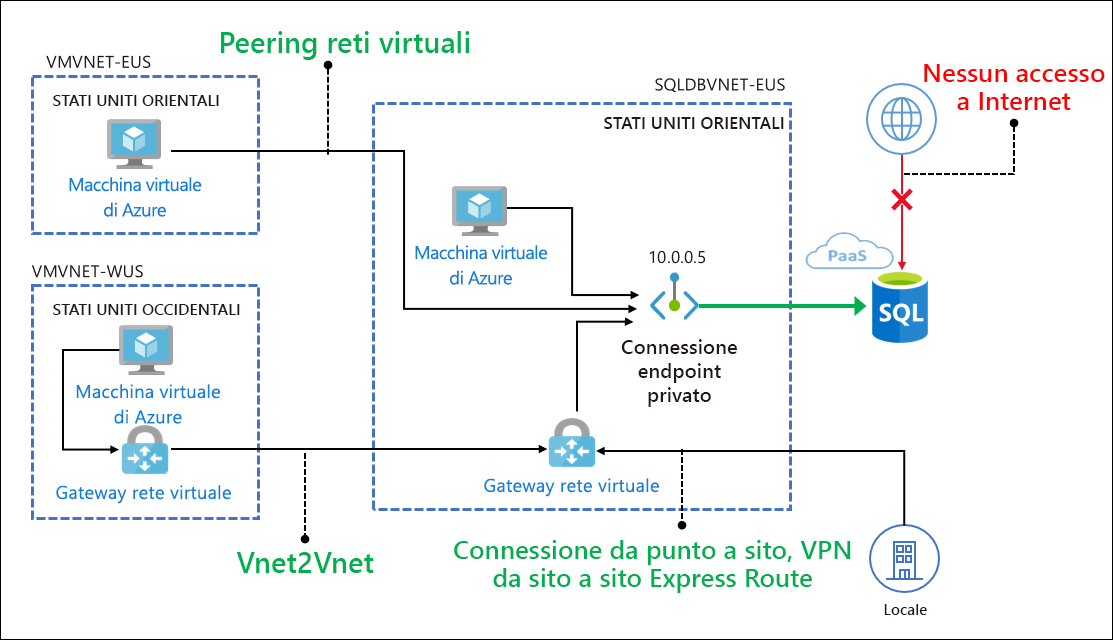 Peering reti virtuali
VMVNET-EUS
STATI UNITI ORIENTALI
Macchina virtuale
di Azure
SQLDBVNET-EUS
STATI UNITI ORIENTALI
Nessun accesso
a Internet
Macchina virtuale
di Azure
10.0.0.5
PaaS
SQL
Connessione
endpoint
privato
VMVNET-WUS
STATI UNITI OCCIDENTALI
Macchina virtuale
di Azure
Gateway rete virtuale
Gateway rete virtuale
Vnet2Vnet
Connessione da punto a sito, VPN
da sito a sito Express Route
Locale